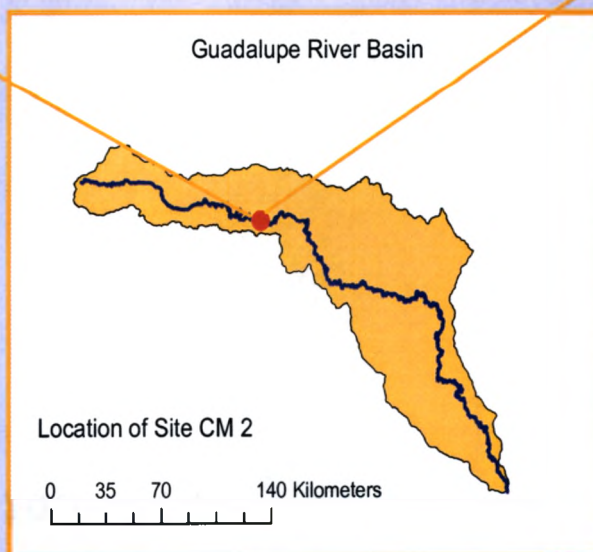 Guadalupe River Basin
Location of Site CM 2
0 35 70 140 Kilometers